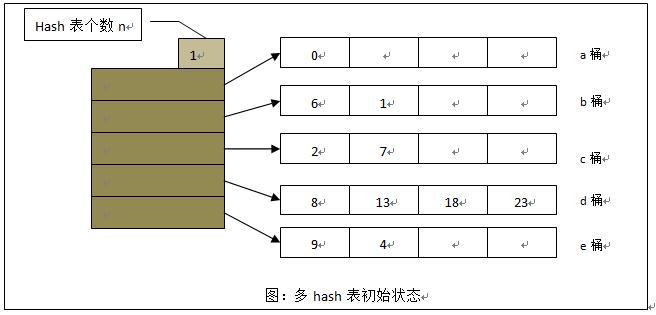 Hash 表个数 n
1
0 a 桶
6 1 b 桶
2 7 c 桶
8 13 18 23 d 桶
9 4 e 桶
图：多 hash 表初始状态